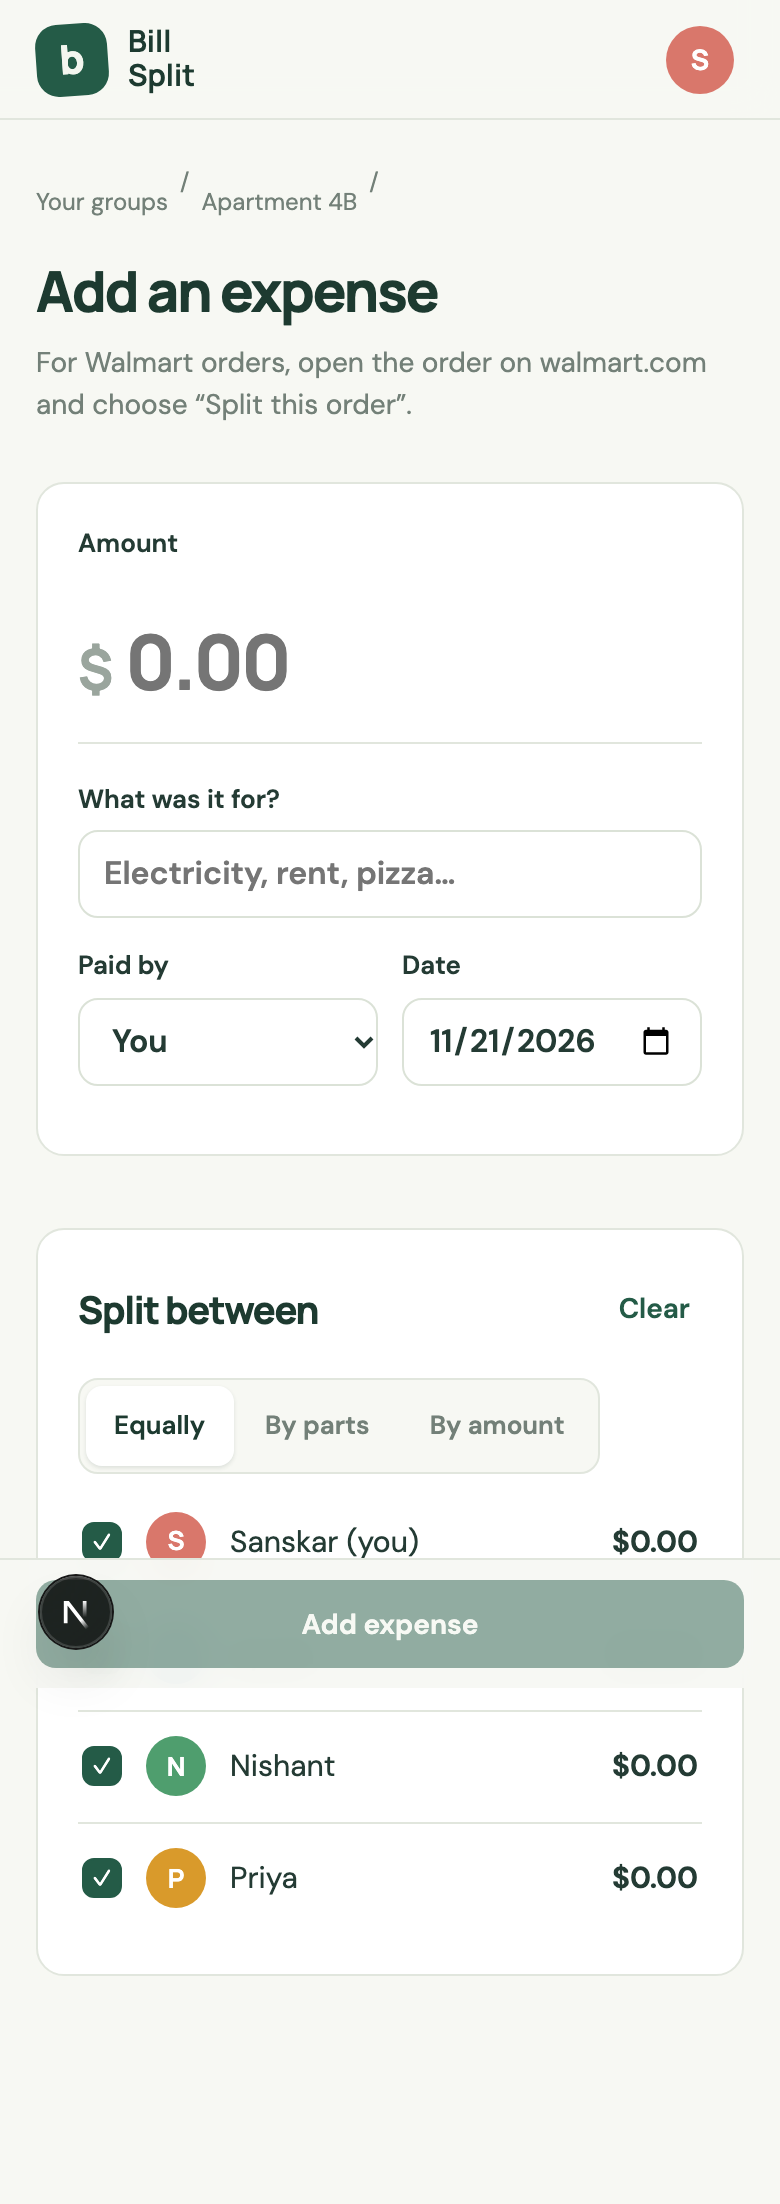 b
Bill
Split
S
Your groups / Apartment 4B /
Add an expense
For Walmart orders, open the order on walmart.com
and choose “Split this order”.
Amount
$ 0.00
What was it for?
Electricity, rent, pizza…
Paid by
Date
You
11/21/2026
Split between
Clear
Equally
By parts
By amount
S Sanskar (you) $0.00
N
Add expense
N Nishant $0.00
P Priya $0.00